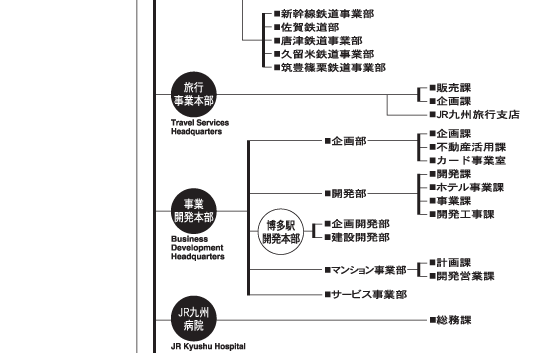 ■新幹線鉄道事業部
■佐賀鉄道部
■唐津鉄道事業部
■久留米鉄道事業部
■筑豊篠栗鉄道事業部
旅行
事業本部
Travel Services
Headquarters
■販売課
■企画課
■JR九州旅行支店
事業
開発本部
Business
Development
Headquarters
■企画部
■企画課
■不動産活用課
■カード事業室
■開発部
■開発課
■ホテル事業課
■事業課
■開発工事課
博多駅
開発本部
■企画開発部
■建設開発部
■マンション事業部
■計画課
■開発営業課
■サービス事業部
JR九州
病院
JR Kyushu Hospital
■総務課